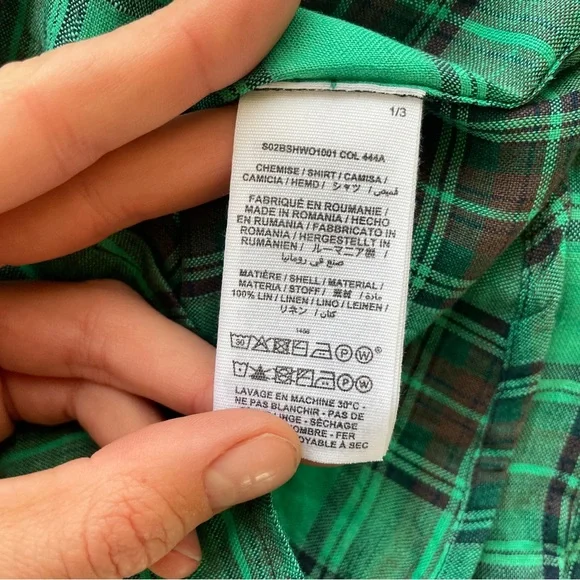 1/3
S02BSHWO1001 COL 444A
CHEMISE / SHIRT / CAMISA /
CAMICIA / HEMD / シャツ / قميص /
FABRIQUÉ EN ROUMANIE /
MADE IN ROMANIA / HECHO
EN RUMANÍA / FABBRICATO IN
ROMANIA / HERGESTELLT IN
RUMÄNIEN / ルーマニア製 /
صنع في رومانيا
MATIÈRE / SHELL / MATERIAL /
MATERIA / STOFF / 素材 / مادة /
100% LIN / LINEN / LINO / LEINEN /
リネン / كتان
1456
30 P W
P W
LAVAGE EN MACHINE 30°C -
NE PAS BLANCHIR - PAS DE
- SÉCHAGE
OMBRE - FER
OYABLE À SEC